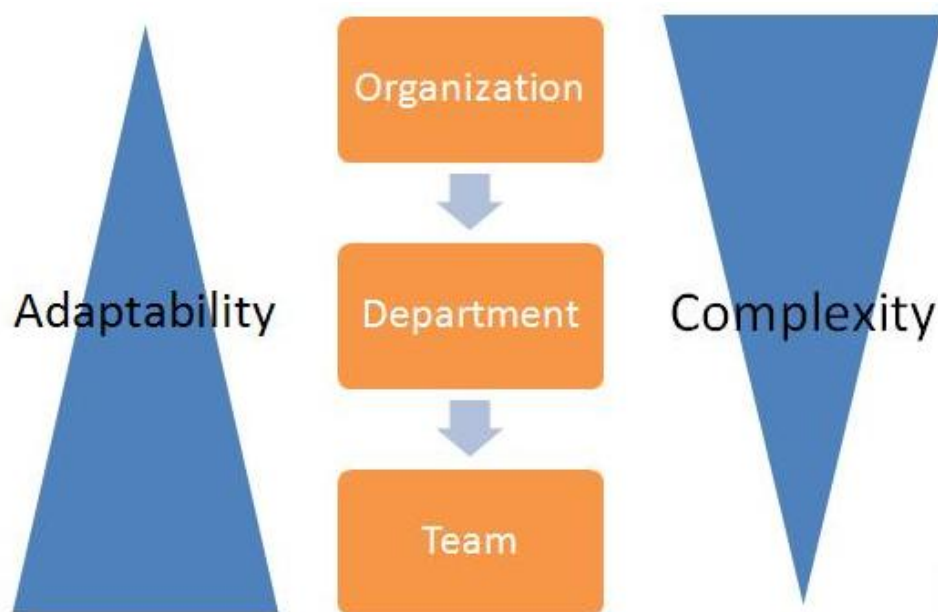 Organization
Adaptability
Department
Complexity
Team